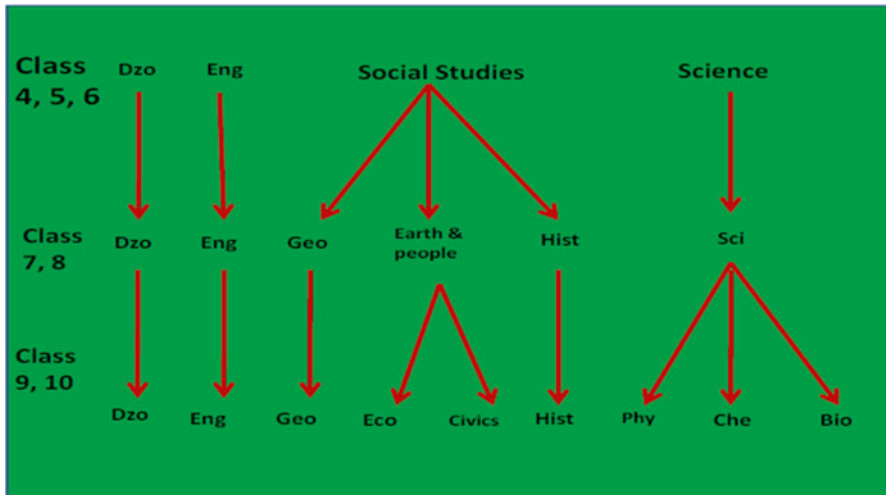 Class
4, 5, 6
Dzo Eng Social Studies Science
Class
7, 8
Dzo Eng Geo Earth & people Hist Sci
Class
9, 10
Dzo Eng Geo Eco Civics Hist Phy Che Bio